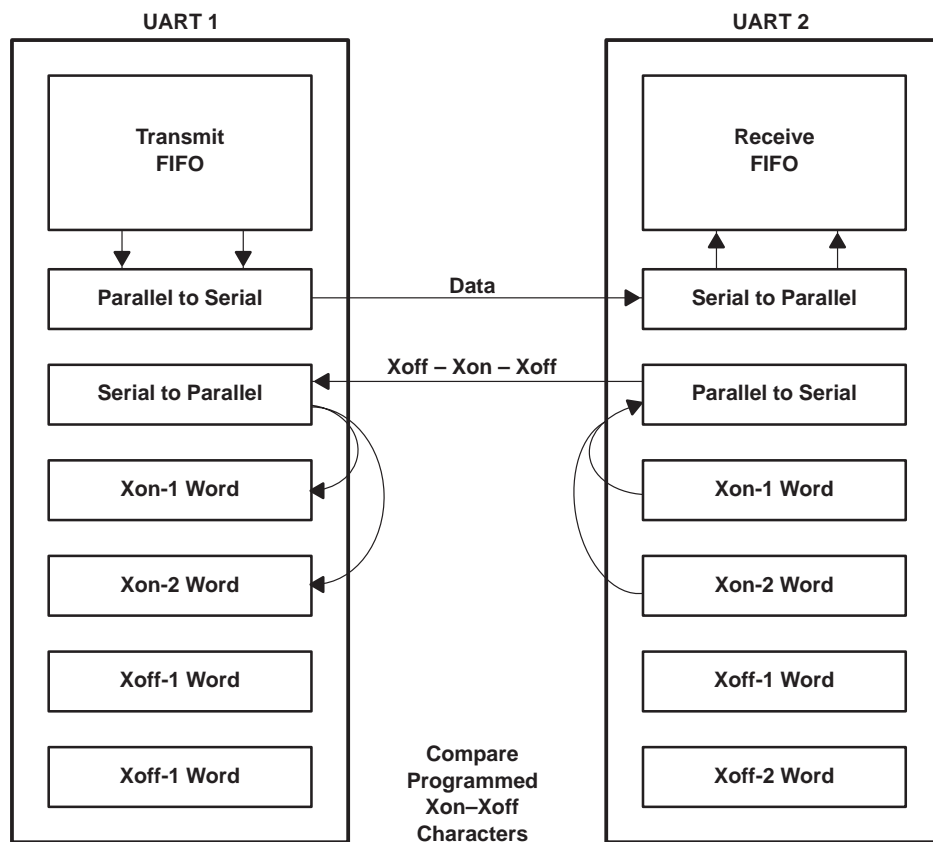 UART 1
UART 2
Transmit
FIFO
Receive
FIFO
Parallel to Serial
Data
Serial to Parallel
Serial to Parallel
Xoff – Xon – Xoff
Parallel to Serial
Xon-1 Word
Xon-1 Word
Xon-2 Word
Xon-2 Word
Xoff-1 Word
Xoff-1 Word
Xoff-1 Word
Xoff-2 Word
Compare
Programmed
Xon–Xoff
Characters